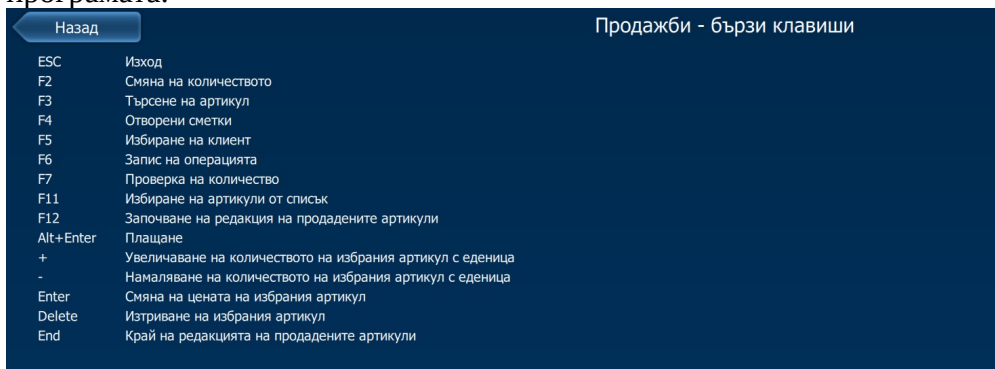 програмата.
Назад
Продажби - бързи клавиши
ESC Изход
F2 Смяна на количеството
F3 Търсене на артикул
F4 Отворени сметки
F5 Избиране на клиент
F6 Запис на операцията
F7 Проверка на количество
F11 Избиране на артикули от списък
F12 Започване на редакция на продадените артикули
Alt+Enter Плащане
+ Увеличаване на количеството на избрания артикул с еденица
- Намаляване на количеството на избрания артикул с еденица
Enter Смяна на цената на избрания артикул
Delete Изтриване на избрания артикул
End Край на редакцията на продадените артикули